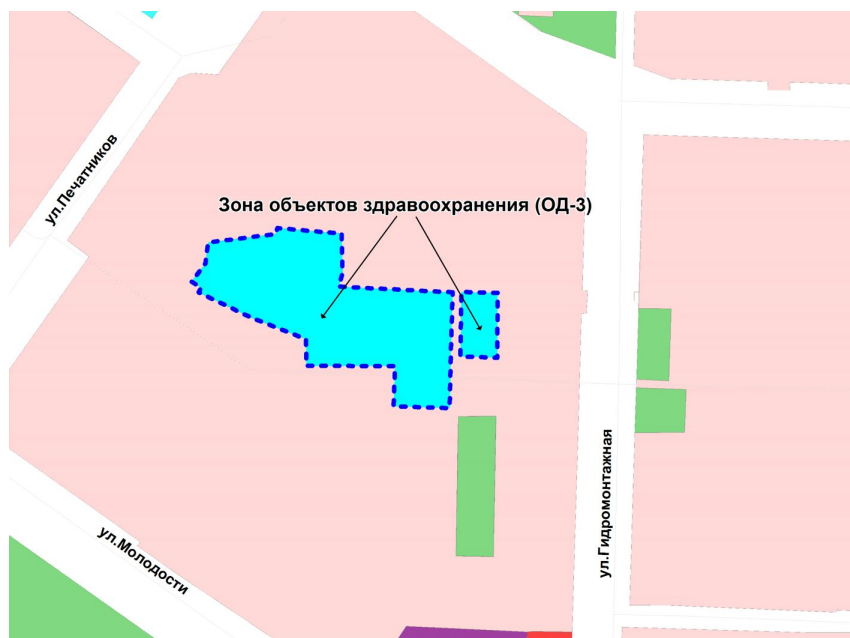 ул.Печатников
Зона объектов здравоохранения (ОД-3)
ул.Гидромонтажная
ул.Молодости